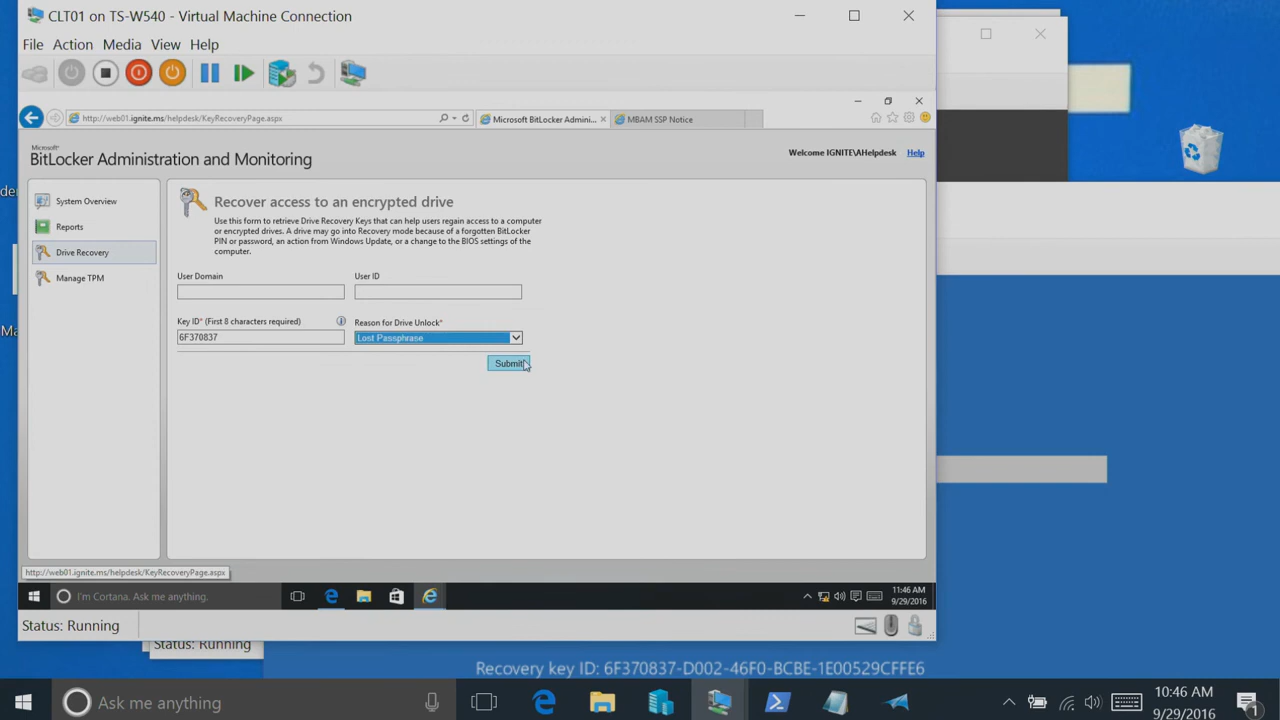 CLT01 on TS-W540 - Virtual Machine Connection
File Action Media View Help
http://web01.ignite.ms/helpdesk/KeyRecoveryPage.aspx
Microsoft BitLocker Admini...
MBAM SSP Notice
Microsoft®
BitLocker Administration and Monitoring
Welcome IGNITE\AHelpdesk
Help
System Overview
Reports
Drive Recovery
Manage TPM
Recover access to an encrypted drive
Use this form to retrieve Drive Recovery Keys that can help users regain access to a computer
or encrypted drives. A drive may go into Recovery mode because of a forgotten BitLocker
PIN or password, an action from Windows Update, or a change to the BIOS settings of the
computer.
User Domain
User ID
Key ID* (First 8 characters required)
Reason for Drive Unlock*
6F370837
Lost Passphrase
Submit
http://web01.ignite.ms/helpdesk/KeyRecoveryPage.aspx
I'm Cortana. Ask me anything.
11:46 AM
9/29/2016
Status: Running
Status: Running
Recovery key ID: 6F370837-D002-46F0-BCBE-1E00529CFFE6
Ask me anything
10:46 AM
9/29/2016
1